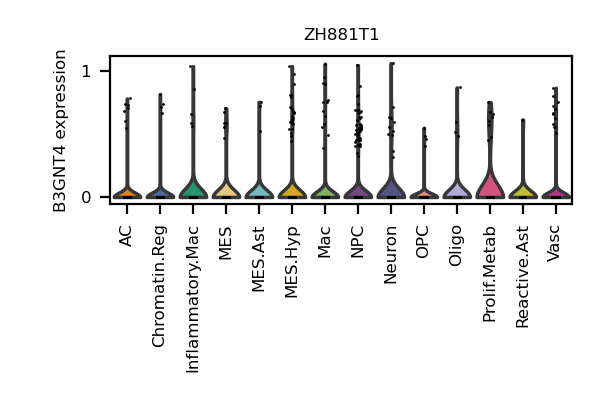 ZH881T1
B3GNT4 expression
1
0
AC
Chromatin.Reg
Inflammatory.Mac
MES
MES.Ast
MES.Hyp
Mac
NPC
Neuron
OPC
Oligo
Prolif.Metab
Reactive.Ast
Vasc